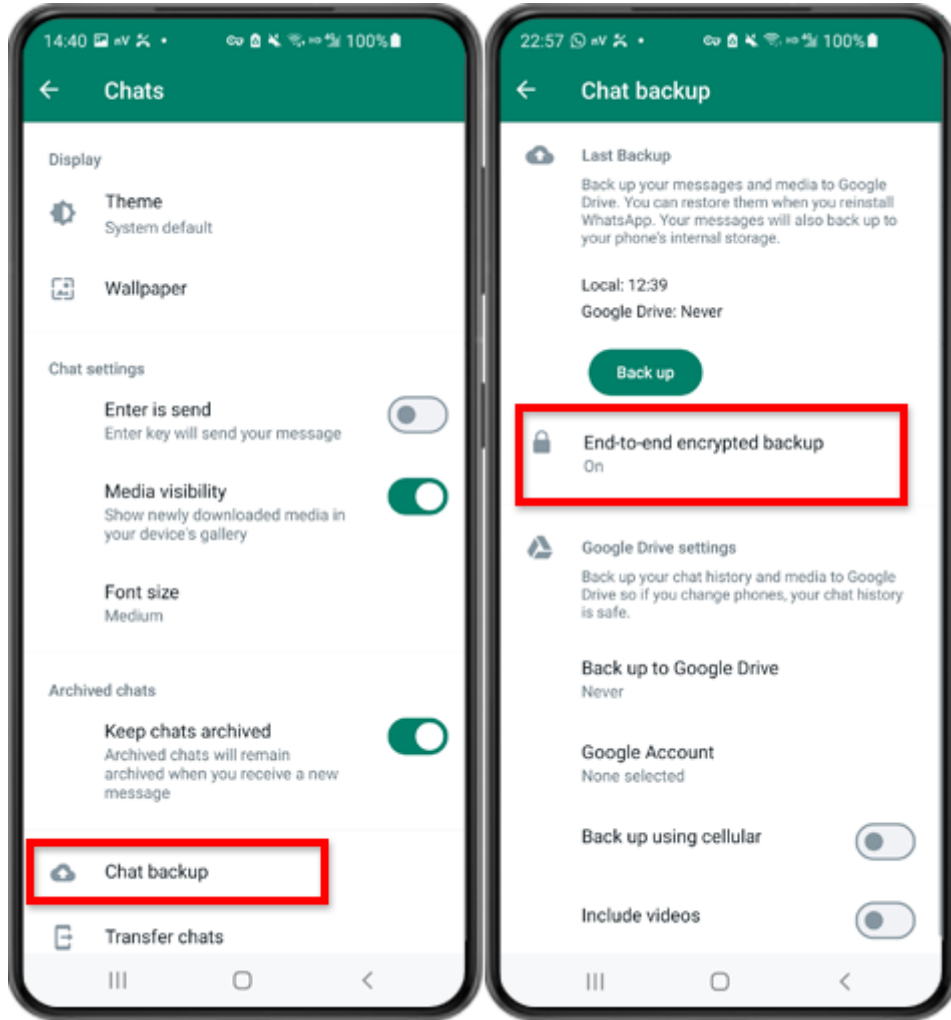 14:40
100%
Chats
Display
Theme
System default
Wallpaper
Chat settings
Enter is send
Enter key will send your message
Media visibility
Show newly downloaded media in
your device's gallery
Font size
Medium
Archived chats
Keep chats archived
Archived chats will remain
archived when you receive a new
message
Chat backup
Transfer chats
22:57
100%
Chat backup
Last Backup
Back up your messages and media to Google
Drive. You can restore them when you reinstall
WhatsApp. Your messages will also back up to
your phone's internal storage.
Local: 12:39
Google Drive: Never
Back up
End-to-end encrypted backup
On
Google Drive settings
Back up your chat history and media to Google
Drive so if you change phones, your chat history
is safe.
Back up to Google Drive
Never
Google Account
None selected
Back up using cellular
Include videos